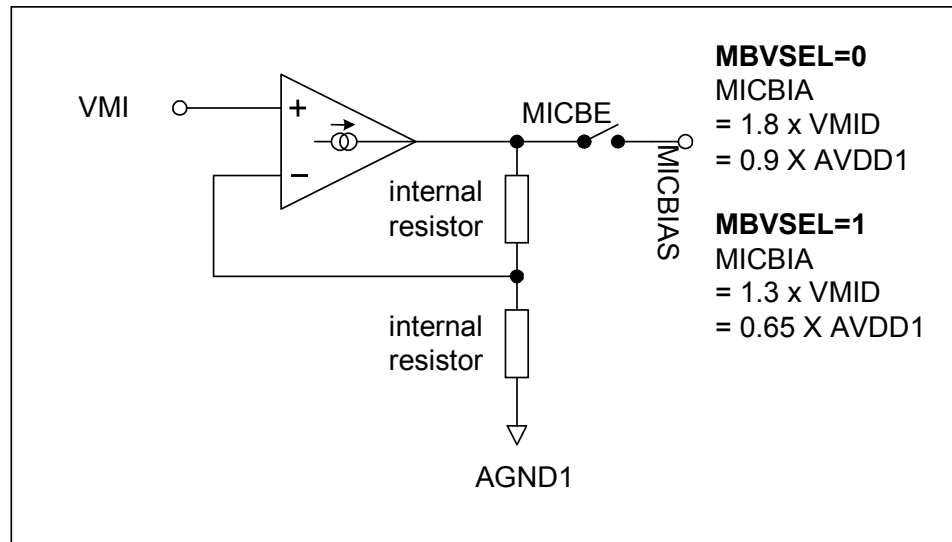 MBVSEL=0
MICBIA
= 1.8 x VMID
= 0.9 X AVDD1
VMI
+
MICBE
−
internal
resistor
MICBIAS
MBVSEL=1
MICBIA
= 1.3 x VMID
= 0.65 X AVDD1
internal
resistor
AGND1